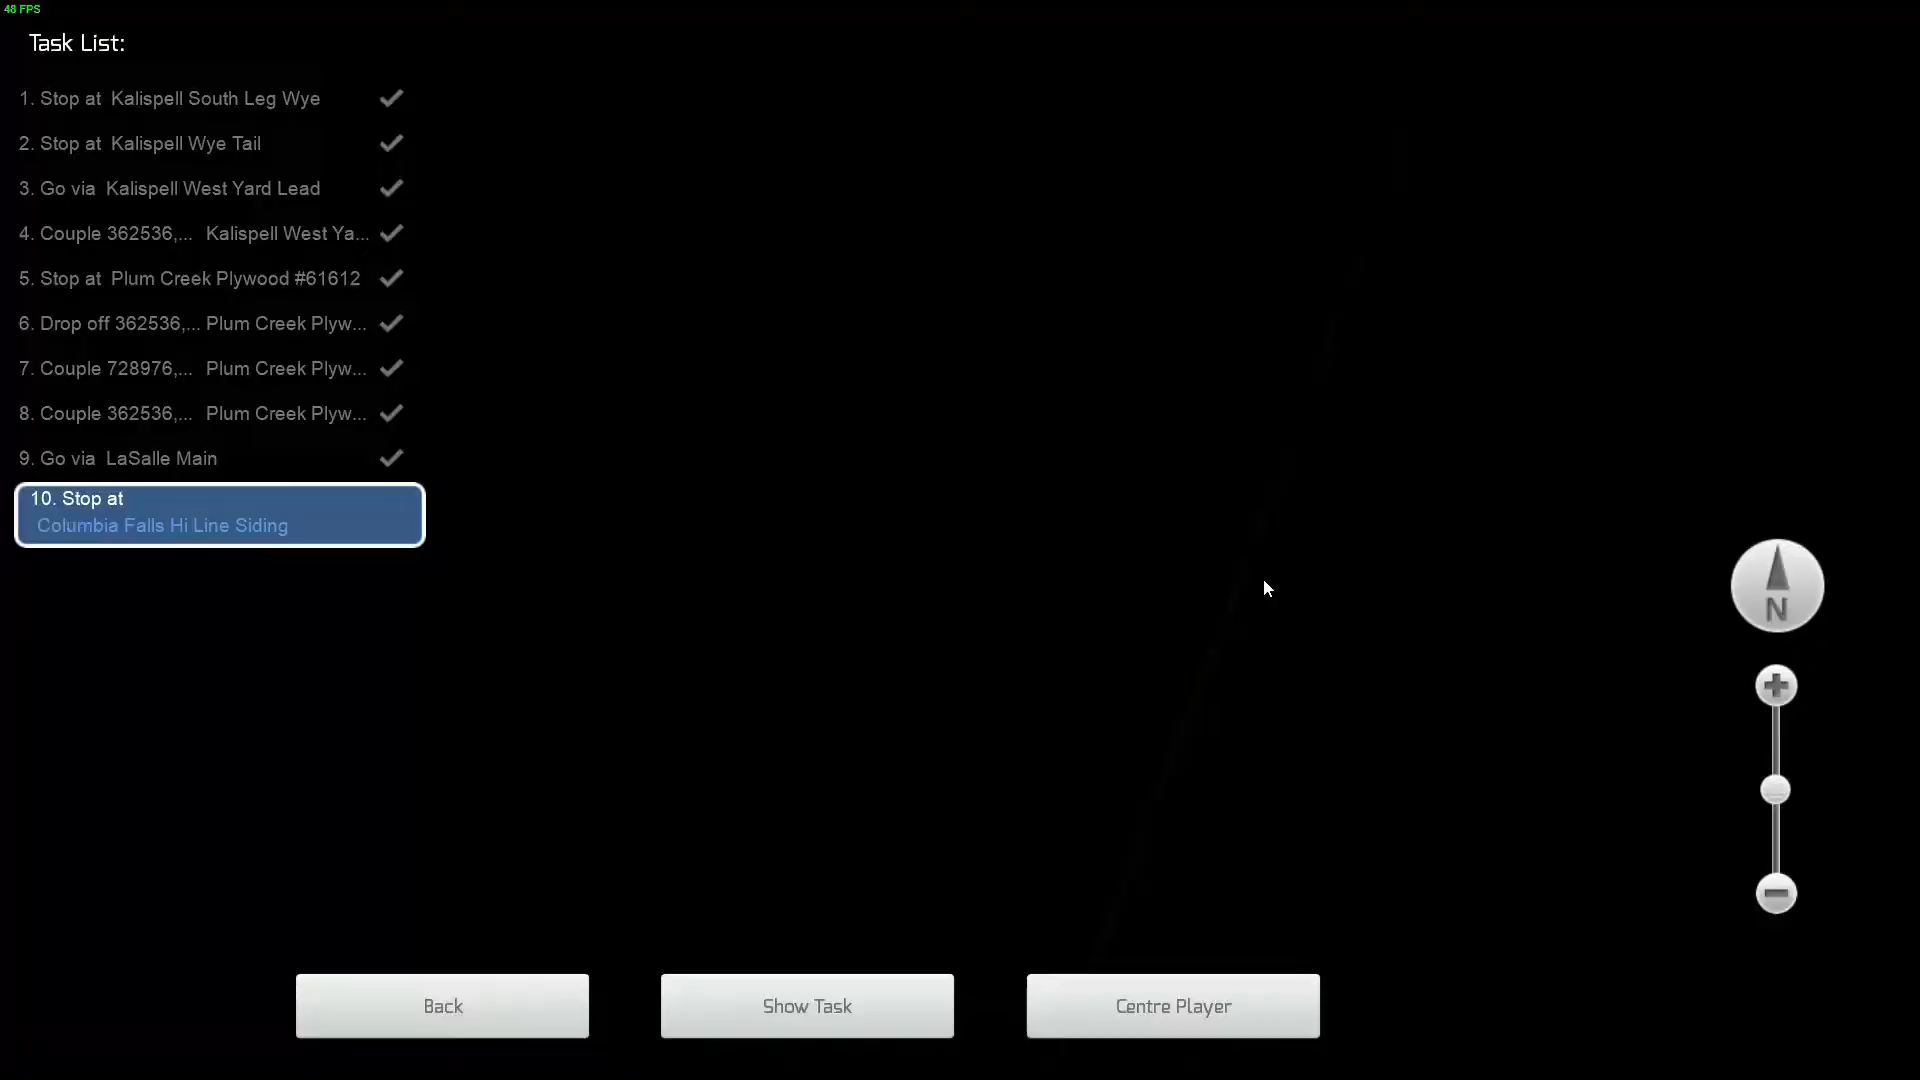 48 FPS
Task List:
1. Stop at Kalispell South Leg Wye
2. Stop at Kalispell Wye Tail
3. Go via Kalispell West Yard Lead
4. Couple 362536,... Kalispell West Ya...
5. Stop at Plum Creek Plywood #61612
6. Drop off 362536,... Plum Creek Plyw...
7. Couple 728976,... Plum Creek Plyw...
8. Couple 362536,... Plum Creek Plyw...
9. Go via LaSalle Main
10. Stop at
Columbia Falls Hi Line Siding
N
Back
Show Task
Centre Player